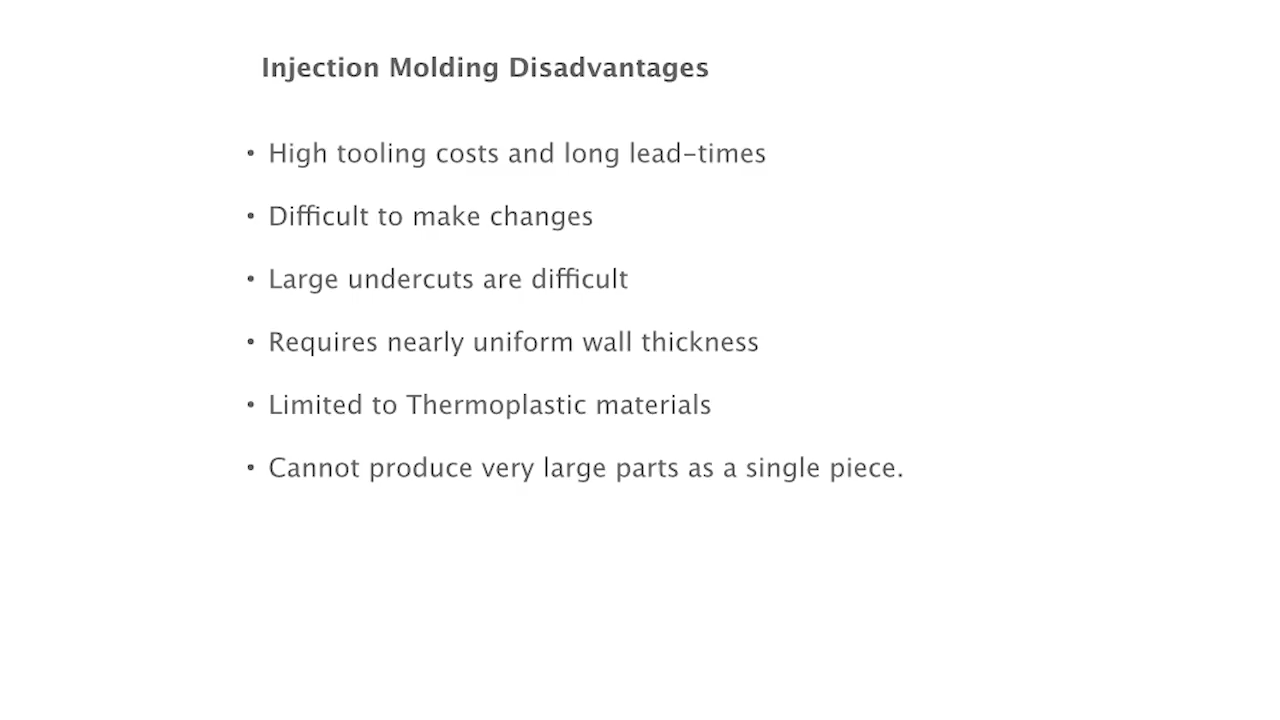 Injection Molding Disadvantages
• High tooling costs and long lead-times
• Difficult to make changes
• Large undercuts are difficult
• Requires nearly uniform wall thickness
• Limited to Thermoplastic materials
• Cannot produce very large parts as a single piece.